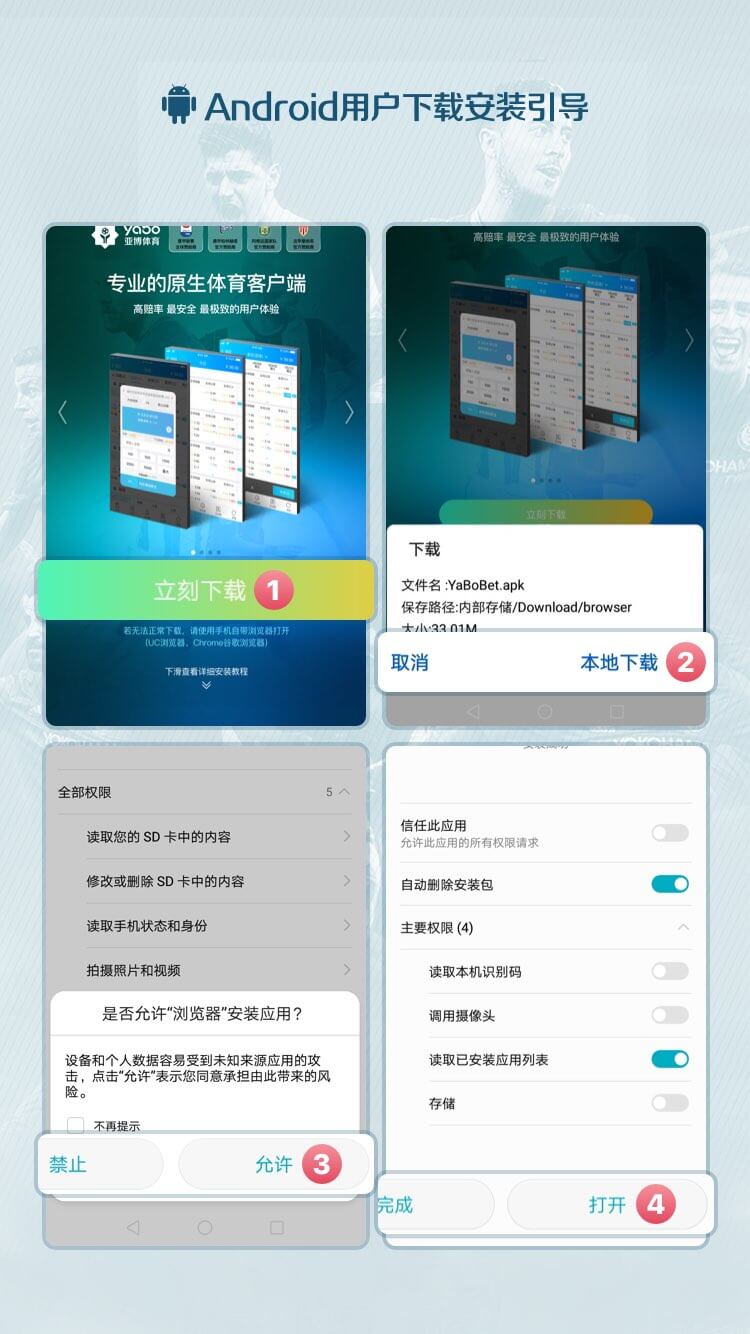 Android用户下载安装引导
yabo
亚博体育
专业的原生体育客户端
高赔率 最安全 最极致的用户体验
立刻下载 1
若无法正常下载，请使用手机自带浏览器打开
(UC浏览器、Chrome谷歌浏览器)
下滑查看详细安装教程
高赔率 最安全 最极致的用户体验
立刻下载
下载
文件名 :YaBoBet.apk
保存路径:内部存储/Download/browser
大小:33.01M
取消 本地下载 2
全部权限 5
读取您的 SD 卡中的内容
修改或删除 SD 卡中的内容
读取手机状态和身份
拍摄照片和视频
是否允许“浏览器”安装应用？
设备和个人数据容易受到未知来源应用的攻
击，点击“允许”表示您同意承担由此带来的风
险。
不再提示
禁止 允许 3
信任此应用
允许此应用的所有权限请求
自动删除安装包
主要权限 (4)
读取本机识别码
调用摄像头
读取已安装应用列表
存储
完成 打开 4